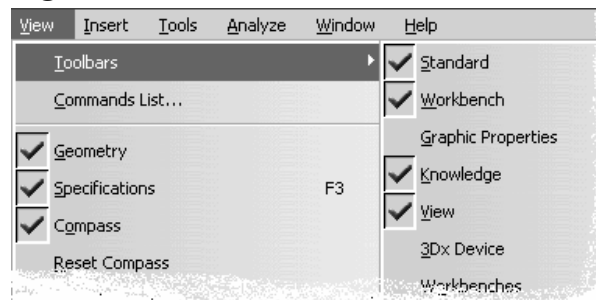 View Insert Tools Analyze Window Help
Toolbars
Commands List...
Geometry
Specifications F3
Compass
Reset Compass
Standard
Workbench
Graphic Properties
Knowledge
View
3Dx Device
Workbenches